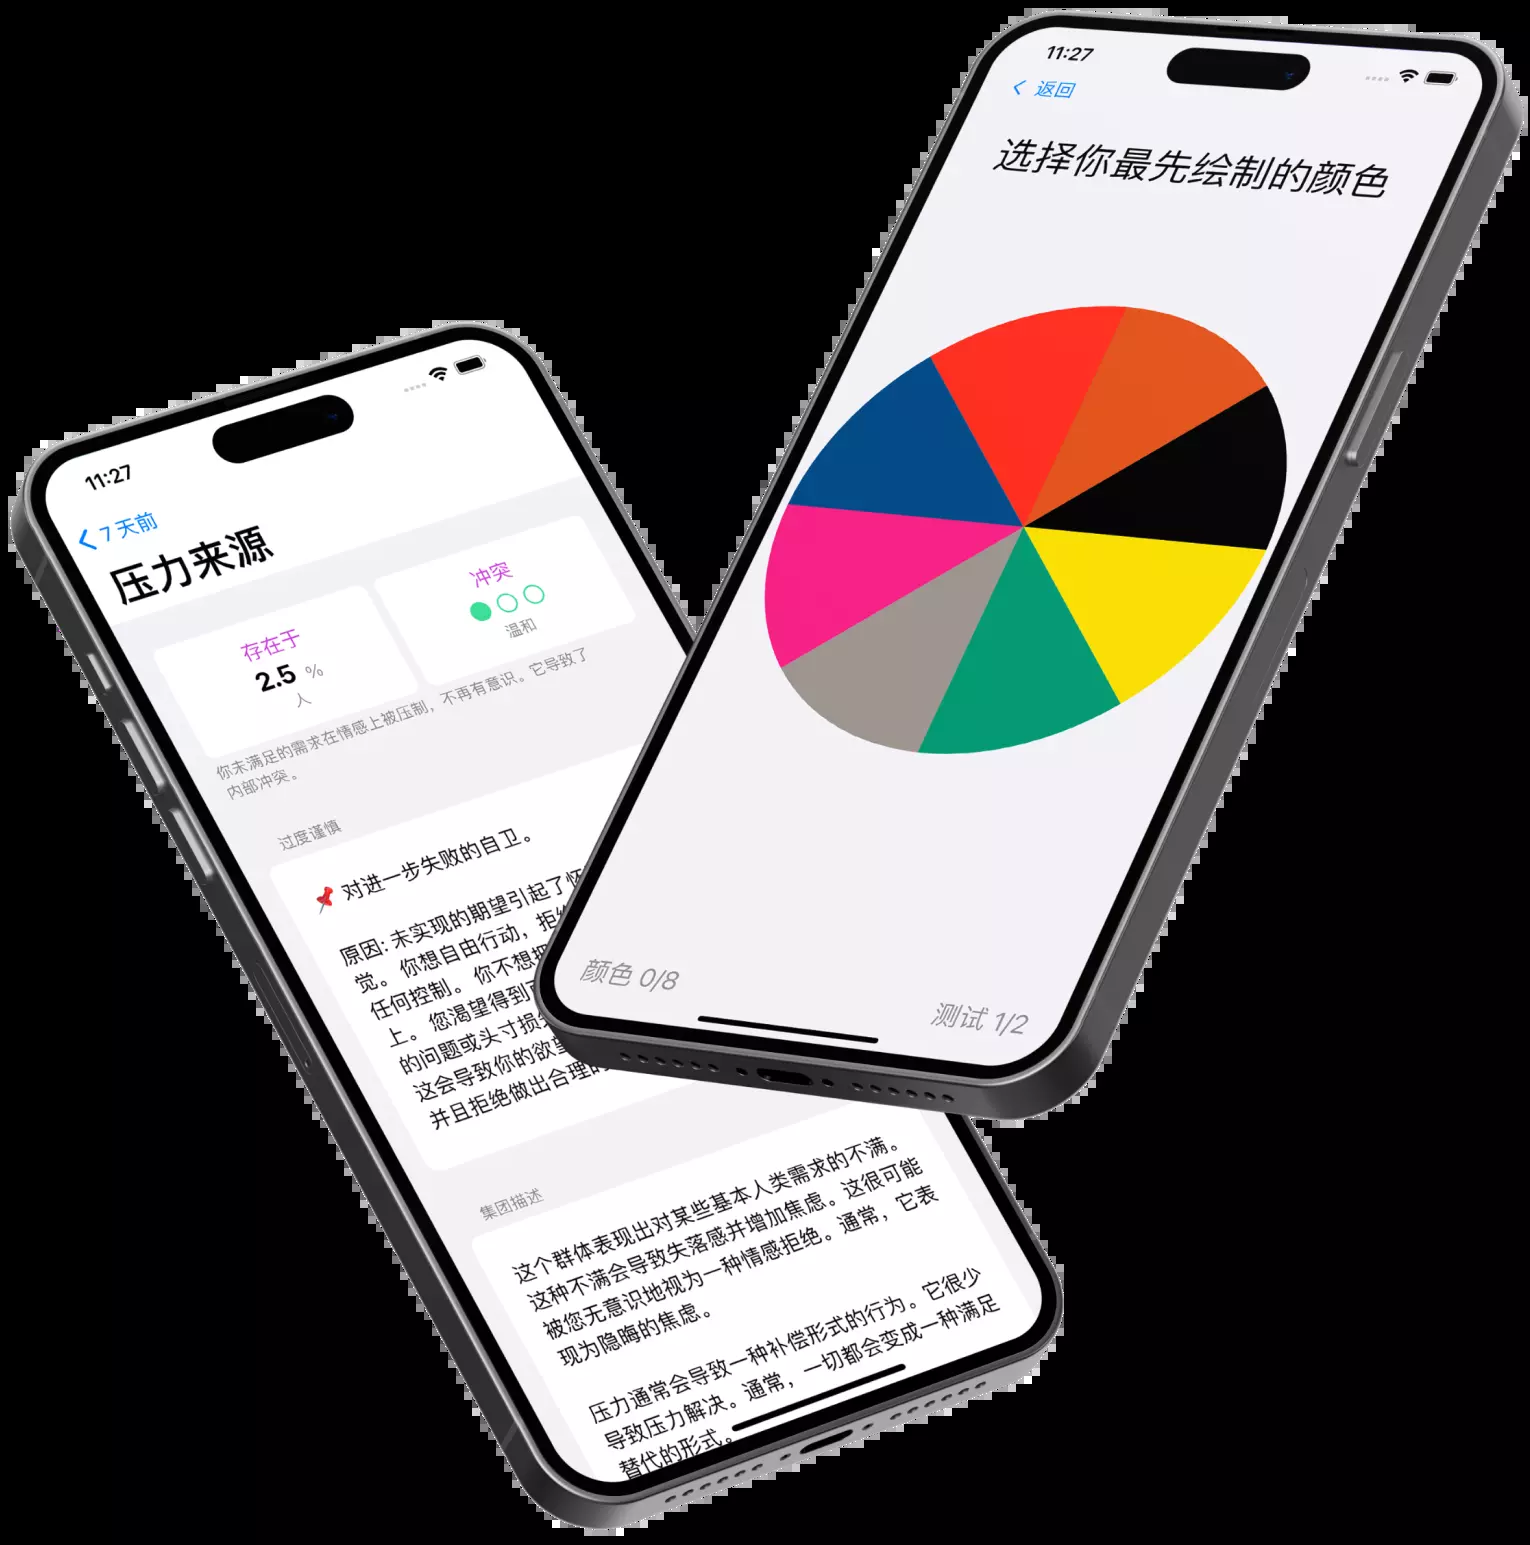 11:27
返回
选择你最先绘制的颜色
颜色 0/8
测试 1/2
11:27
7 天前
压力来源
存在于
2.5 %
人
冲突
温和
你未满足的需求在情感上被压制，不再有意识。它导致了
内部冲突。
过度谨慎
📌 对进一步失败的自卫。
原因: 未实现的期望引起了怀
觉。 你想自由行动，拒
任何控制。你不想把
上。 您渴望得到
的问题或头寸损失
这会导致你的欲望
并且拒绝做出合理的
集团描述
这个群体表现出对某些基本人类需求的不满。
这种不满会导致失落感并增加焦虑。这很可能
被您无意识地视为一种情感拒绝。通常，它表
现为隐晦的焦虑。
压力通常会导致一种补偿形式的行为。它很少
导致压力解决。通常，一切都会变成一种满足
替代的形式。